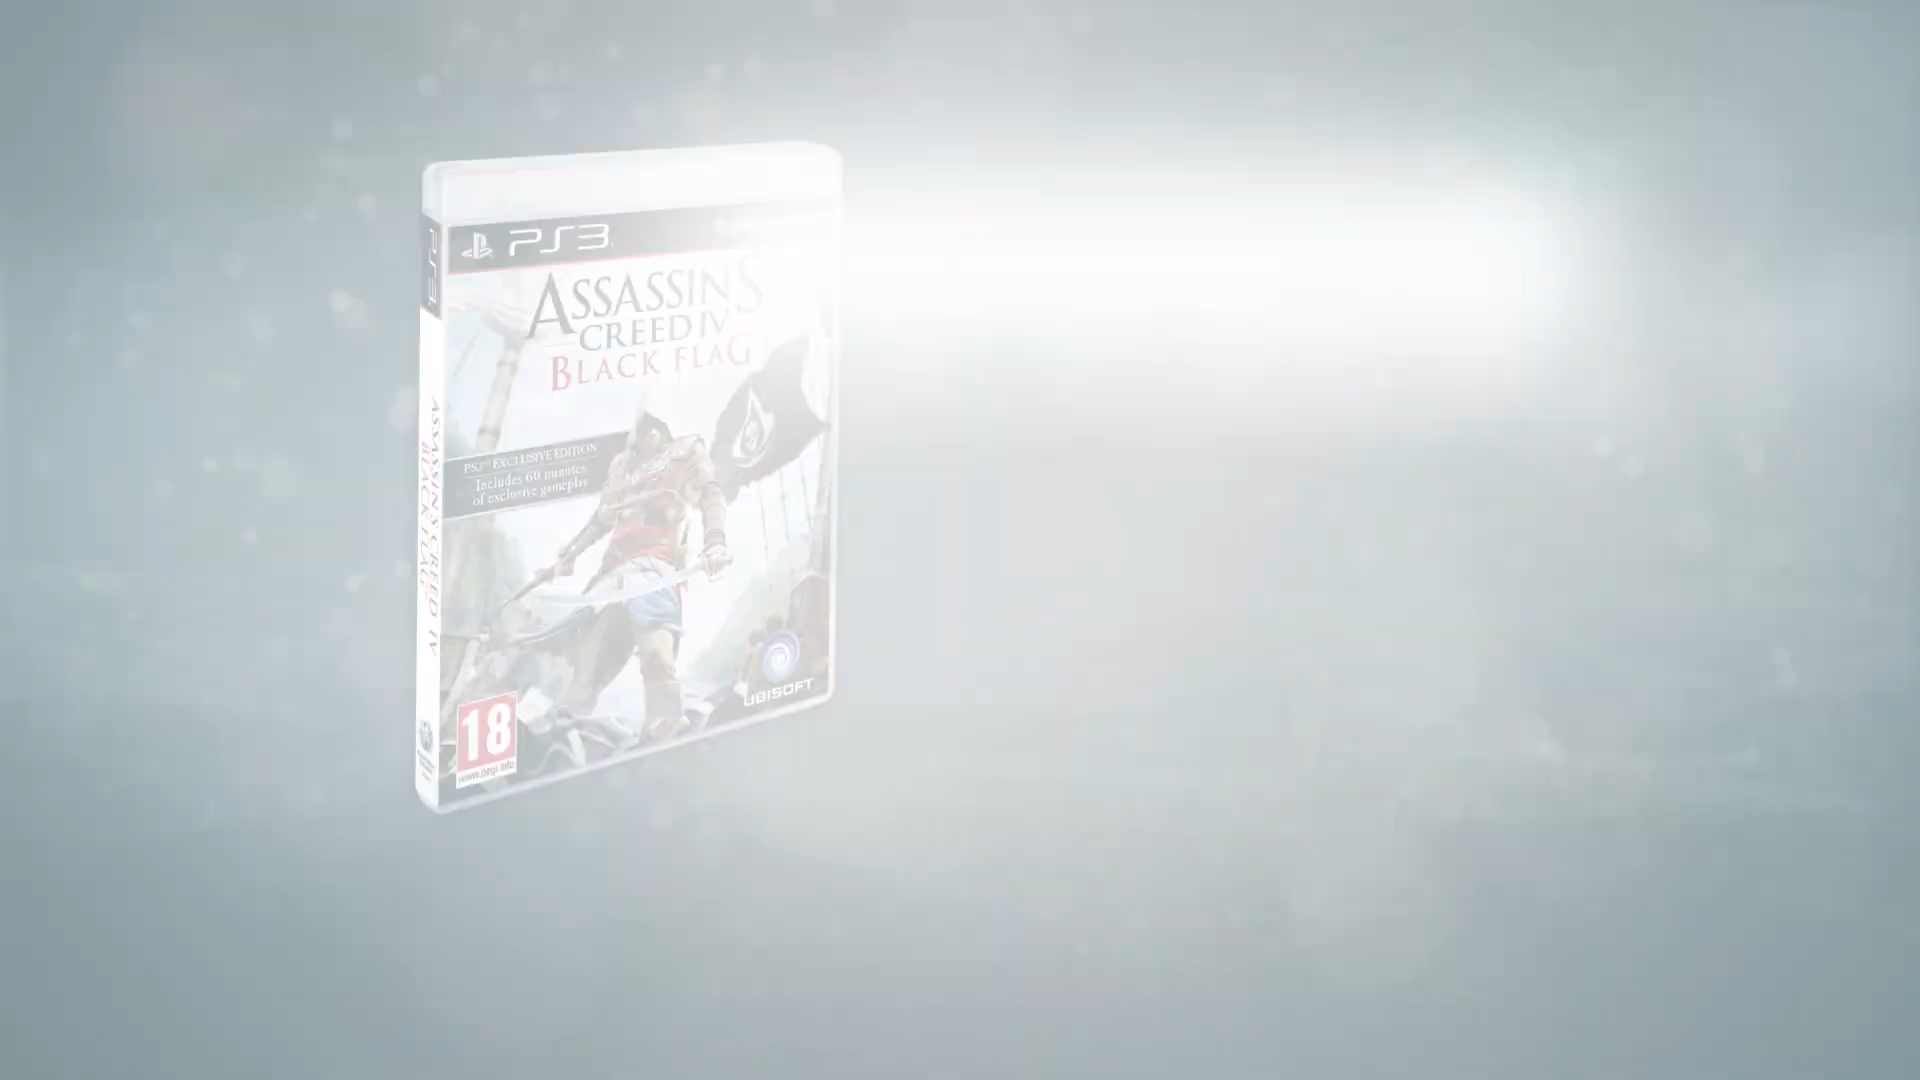 PS3
PS3
ASSASSIN'S
CREED IV
BLACK FLAG
PS3™ EXCLUSIVE EDITION
Includes 60 minutes
of exclusive gameplay
ASSASSIN'S CREED IV
BLACK FLAG
UBISOFT
18
www.pegi.info